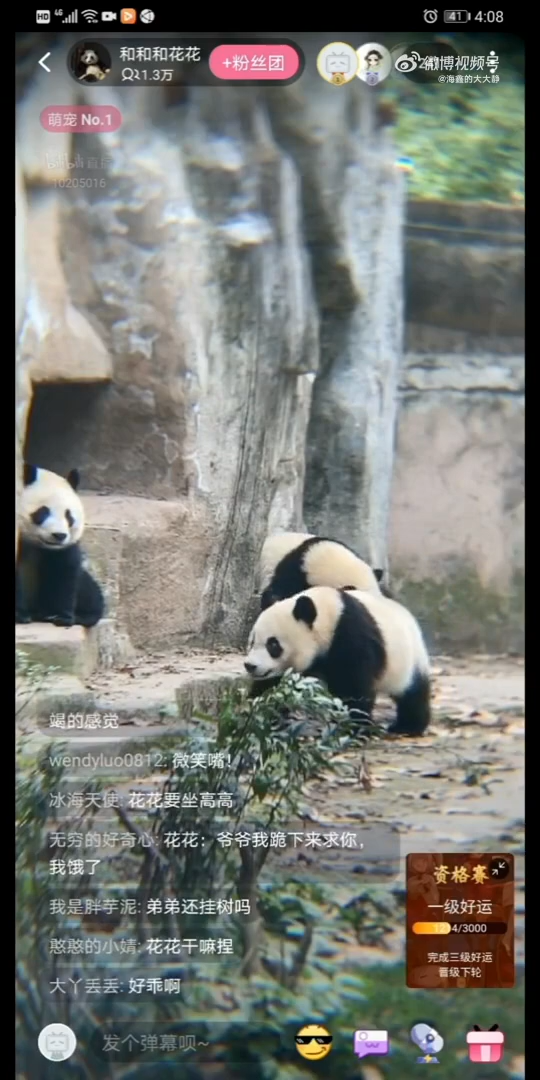 HD 4G 41 4:08
和和和花花
1.3万
+粉丝团
微博视频号
@海鑫的大大静
萌宠 No.1
10205016
竭的感觉
wendyluo0812: 微笑嘴!
冰海天使: 花花要坐高高
无穷的好奇心: 花花：爷爷我跪下来求你，
我饿了
我是胖芋泥: 弟弟还挂树吗
憨憨的小婧: 花花干嘛捏
大丫丢丢: 好乖啊
资格赛
一级好运
1234/3000
完成三级好运
晋级下轮
发个弹幕呗~